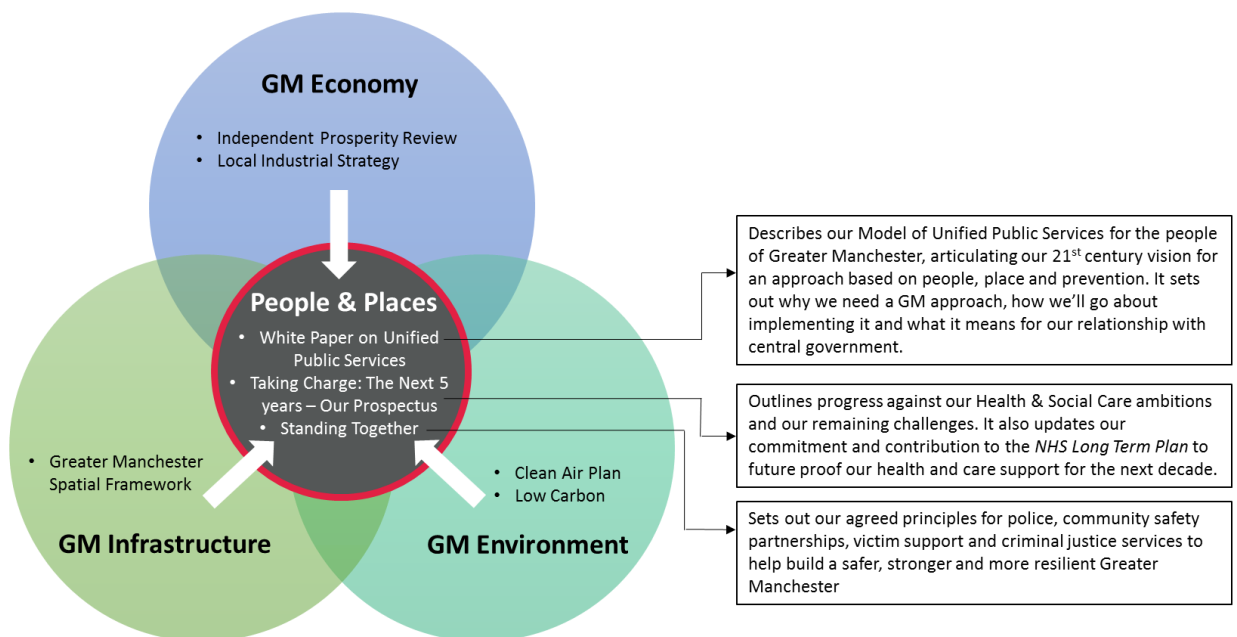 GM Economy
• Independent Prosperity Review
• Local Industrial Strategy
People & Places
• White Paper on Unified
Public Services
• Taking Charge: The Next 5
years – Our Prospectus
• Standing Together
• Greater Manchester
Spatial Framework
GM Infrastructure
• Clean Air Plan
• Low Carbon
GM Environment
Describes our Model of Unified Public Services for the people
of Greater Manchester, articulating our 21st century vision for
an approach based on people, place and prevention. It sets
out why we need a GM approach, how we’ll go about
implementing it and what it means for our relationship with
central government.
Outlines progress against our Health & Social Care ambitions
and our remaining challenges. It also updates our
commitment and contribution to the NHS Long Term Plan to
future proof our health and care support for the next decade.
Sets out our agreed principles for police, community safety
partnerships, victim support and criminal justice services to
help build a safer, stronger and more resilient Greater
Manchester